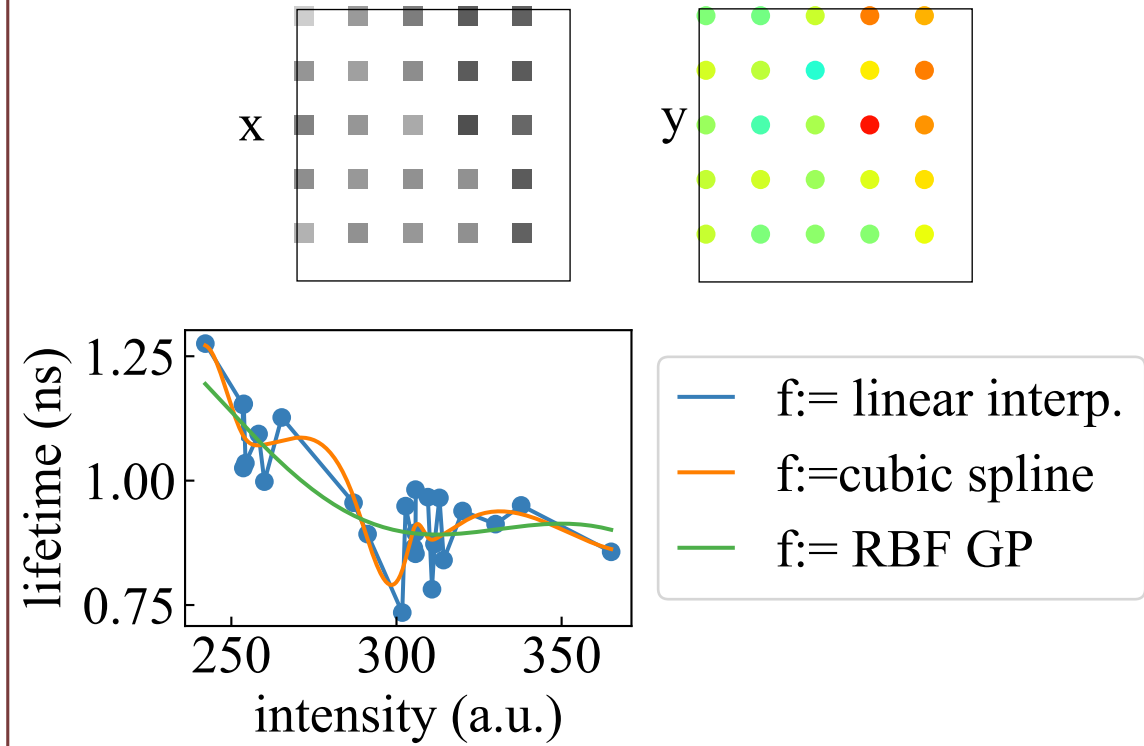 x
y
lifetime (ns)
1.25
1.00
0.75
250
300
350
intensity (a.u.)
f:= linear interp.
f:=cubic spline
f:= RBF GP